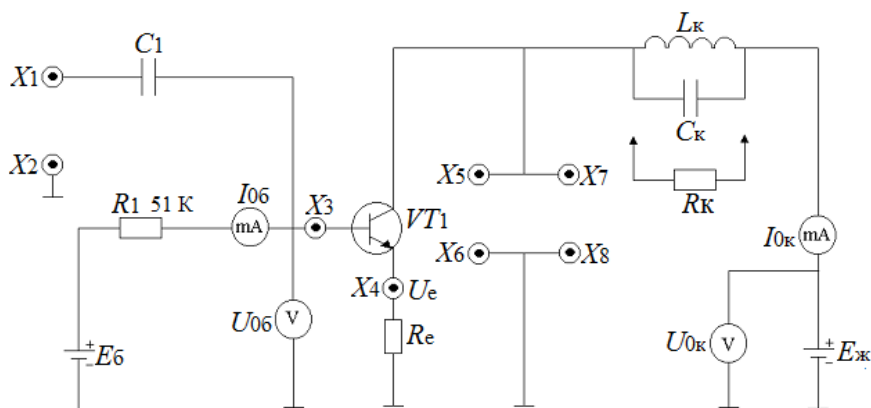 Lк
C1
X1
Cк
X2
X5
X7
I0б
R1 51 К
X3
Rк
VT1
mA
mA
I0к
X6
X8
X4
Uе
U0б
V
Rе
+
Eб
−
U0к
V
+
Eж
−